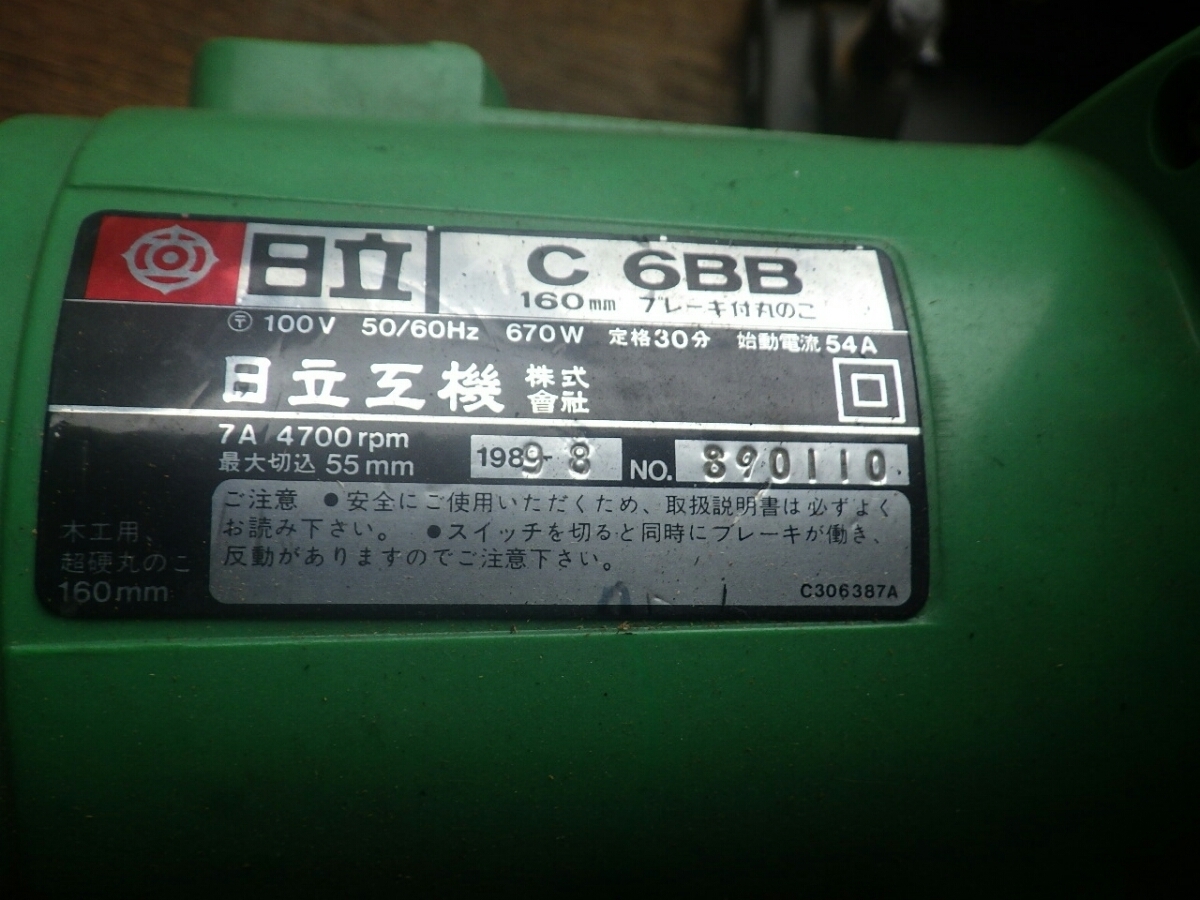 日立 C 6BB
160mm ブレーキ付丸のこ
〒 100V 50/60Hz 670W 定格30分 始動電流54A
日立工機 株式會社
7A 4700rpm
最大切込 55mm
1989-8 NO. 890110
ご注意 ●安全にご使用いただくため、取扱説明書は必ずよく
お読み下さい。 ●スイッチを切ると同時にブレーキが働き、
反動がありますのでご注意下さい。
木工用、
超硬丸のこ
160mm
C306387A